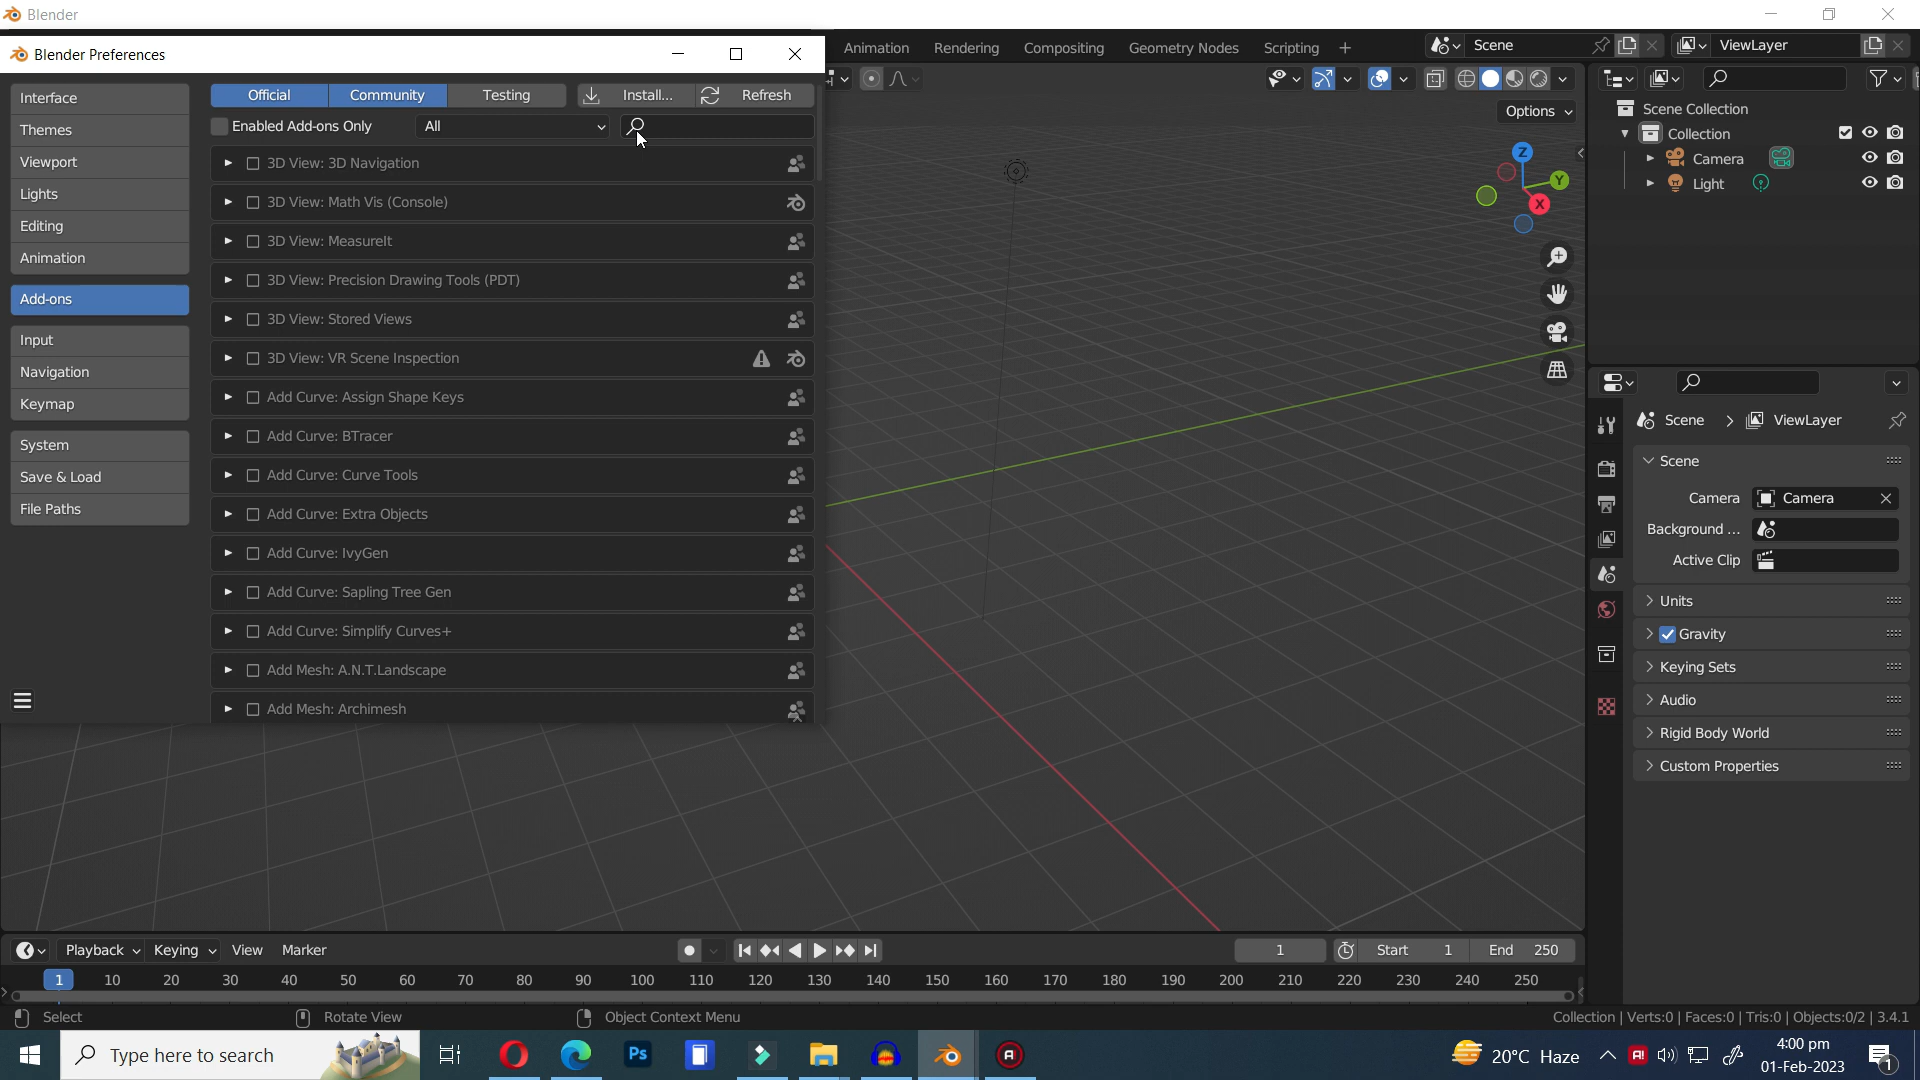 Blender
Blender Preferences
Animation Rendering Compositing Geometry Nodes Scripting +
Scene
ViewLayer
Options
Interface
Themes
Viewport
Lights
Editing
Animation
Add-ons
Input
Navigation
Keymap
System
Save & Load
File Paths
Official Community Testing Install... Refresh
Enabled Add-ons Only All
3D View: 3D Navigation
3D View: Math Vis (Console)
3D View: MeasureIt
3D View: Precision Drawing Tools (PDT)
3D View: Stored Views
3D View: VR Scene Inspection
Add Curve: Assign Shape Keys
Add Curve: BTracer
Add Curve: Curve Tools
Add Curve: Extra Objects
Add Curve: IvyGen
Add Curve: Sapling Tree Gen
Add Curve: Simplify Curves+
Add Mesh: A.N.T.Landscape
Add Mesh: Archimesh
Z
Y
X
Scene Collection
Collection
Camera
Light
Scene ViewLayer
Scene
Camera Camera
Background ...
Active Clip
Units
Gravity
Keying Sets
Audio
Rigid Body World
Custom Properties
Playback Keying View Marker
1 Start 1 End 250
1 10 20 30 40 50 60 70 80 90 100 110 120 130 140 150 160 170 180 190 200 210 220 230 240 250
Select Rotate View Object Context Menu
Collection | Verts:0 | Faces:0 | Tris:0 | Objects:0/2 | 3.4.1
Type here to search
Ps
20°C Haze
4:00 pm
01-Feb-2023
1